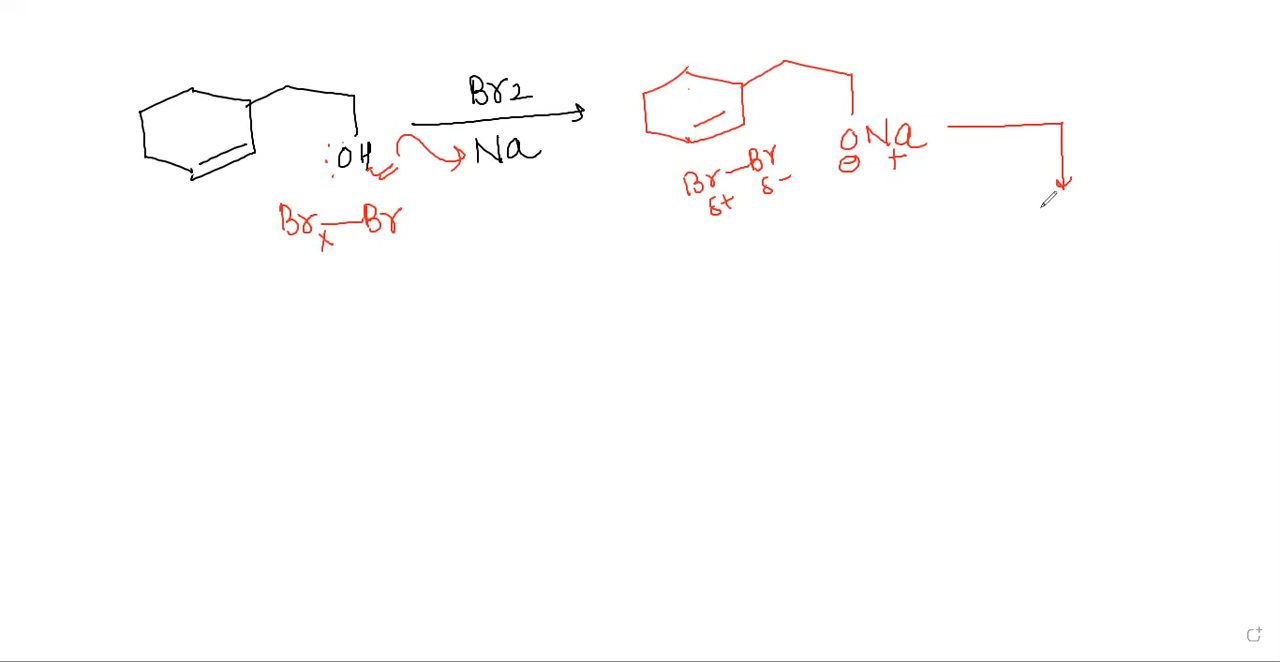 Br2
Na
:OH
Br—Br
x
ONa
⊖ +
Br—Br
δ+ δ−